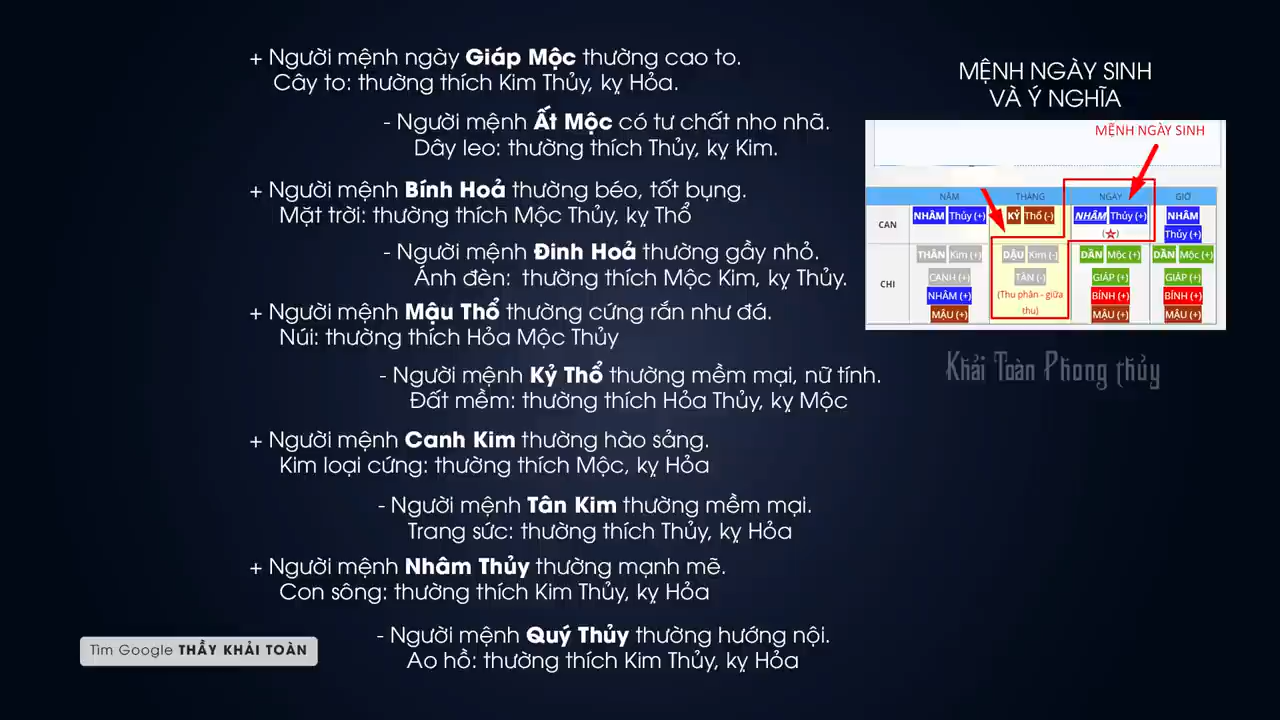 + Người mệnh ngày Giáp Mộc thường cao to.
Cây to: thường thích Kim Thủy, kỵ Hỏa.
- Người mệnh Ất Mộc có tư chất nho nhã.
Dây leo: thường thích Thủy, kỵ Kim.
+ Người mệnh Bính Hoả thường béo, tốt bụng.
Mặt trời: thường thích Mộc Thủy, kỵ Thổ
- Người mệnh Đinh Hoả thường gầy nhỏ.
Ánh đèn: thường thích Mộc Kim, kỵ Thủy.
+ Người mệnh Mậu Thổ thường cứng rắn như đá.
Núi: thường thích Hỏa Mộc Thủy
- Người mệnh Kỷ Thổ thường mềm mại, nữ tính.
Đất mềm: thường thích Hỏa Thủy, kỵ Mộc
+ Người mệnh Canh Kim thường hào sảng.
Kim loại cứng: thường thích Mộc, kỵ Hỏa
- Người mệnh Tân Kim thường mềm mại.
Trang sức: thường thích Thủy, kỵ Hỏa
+ Người mệnh Nhâm Thủy thường mạnh mẽ.
Con sông: thường thích Kim Thủy, kỵ Hỏa
- Người mệnh Quý Thủy thường hướng nội.
Ao hồ: thường thích Kim Thủy, kỵ Hỏa
Tìm Google THẦY KHẢI TOÀN
MỆNH NGÀY SINH
VÀ Ý NGHĨA
MỆNH NGÀY SINH
NĂM THÁNG NGÀY GIỜ
CAN NHÂM Thủy (+) KỶ Thổ (-) NHÂM Thủy (+) NHÂM
(☆) Thủy (+)
THÂN Kim (+) DẬU Kim (-) DẦN Mộc (+) DẦN Mộc (+)
CHI CANH (+) TÂN (-) GIÁP (+) GIÁP (+)
NHÂM (+) (Thu phân - giữa BÍNH (+) BÍNH (+)
MẬU (+) thu) MẬU (+) MẬU (+)
Khải Toàn Phong thủy